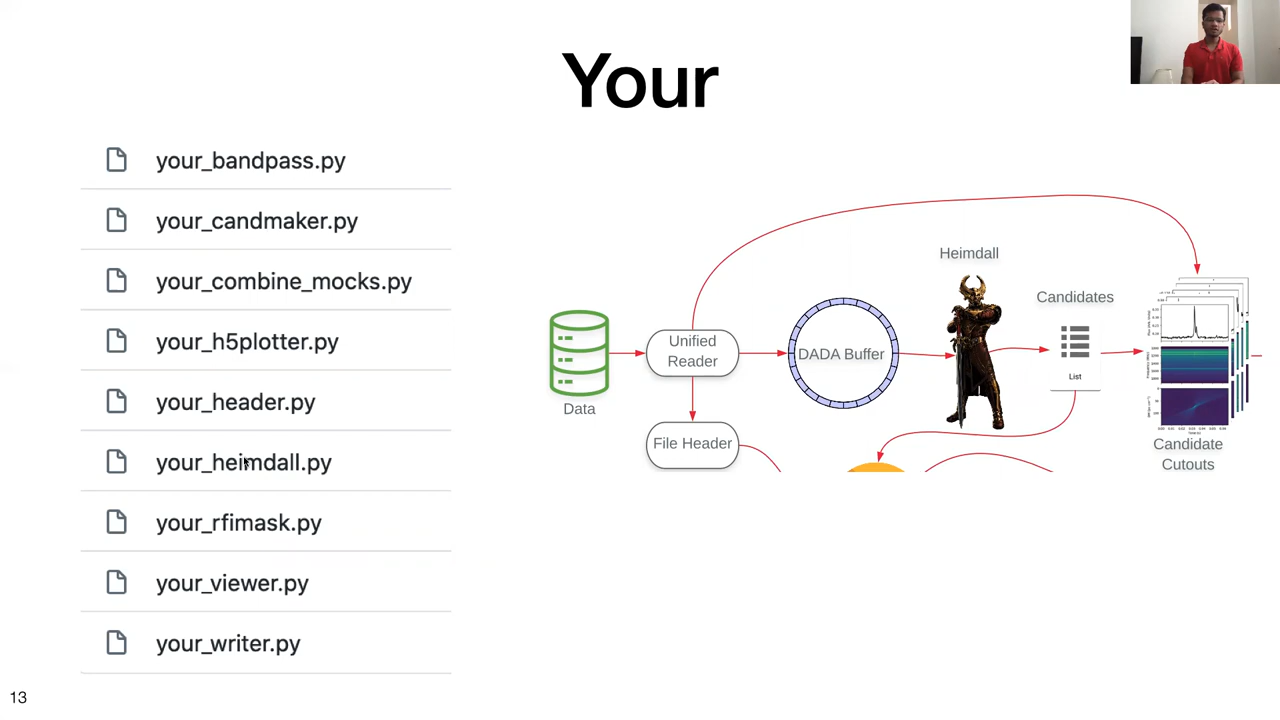 Your
your_bandpass.py
your_candmaker.py
your_combine_mocks.py
your_h5plotter.py
your_header.py
your_heimdall.py
your_rfimask.py
your_viewer.py
your_writer.py
Heimdall
Candidates
Unified
Reader
DADA Buffer
List
Data
File Header
Candidate
Cutouts
13